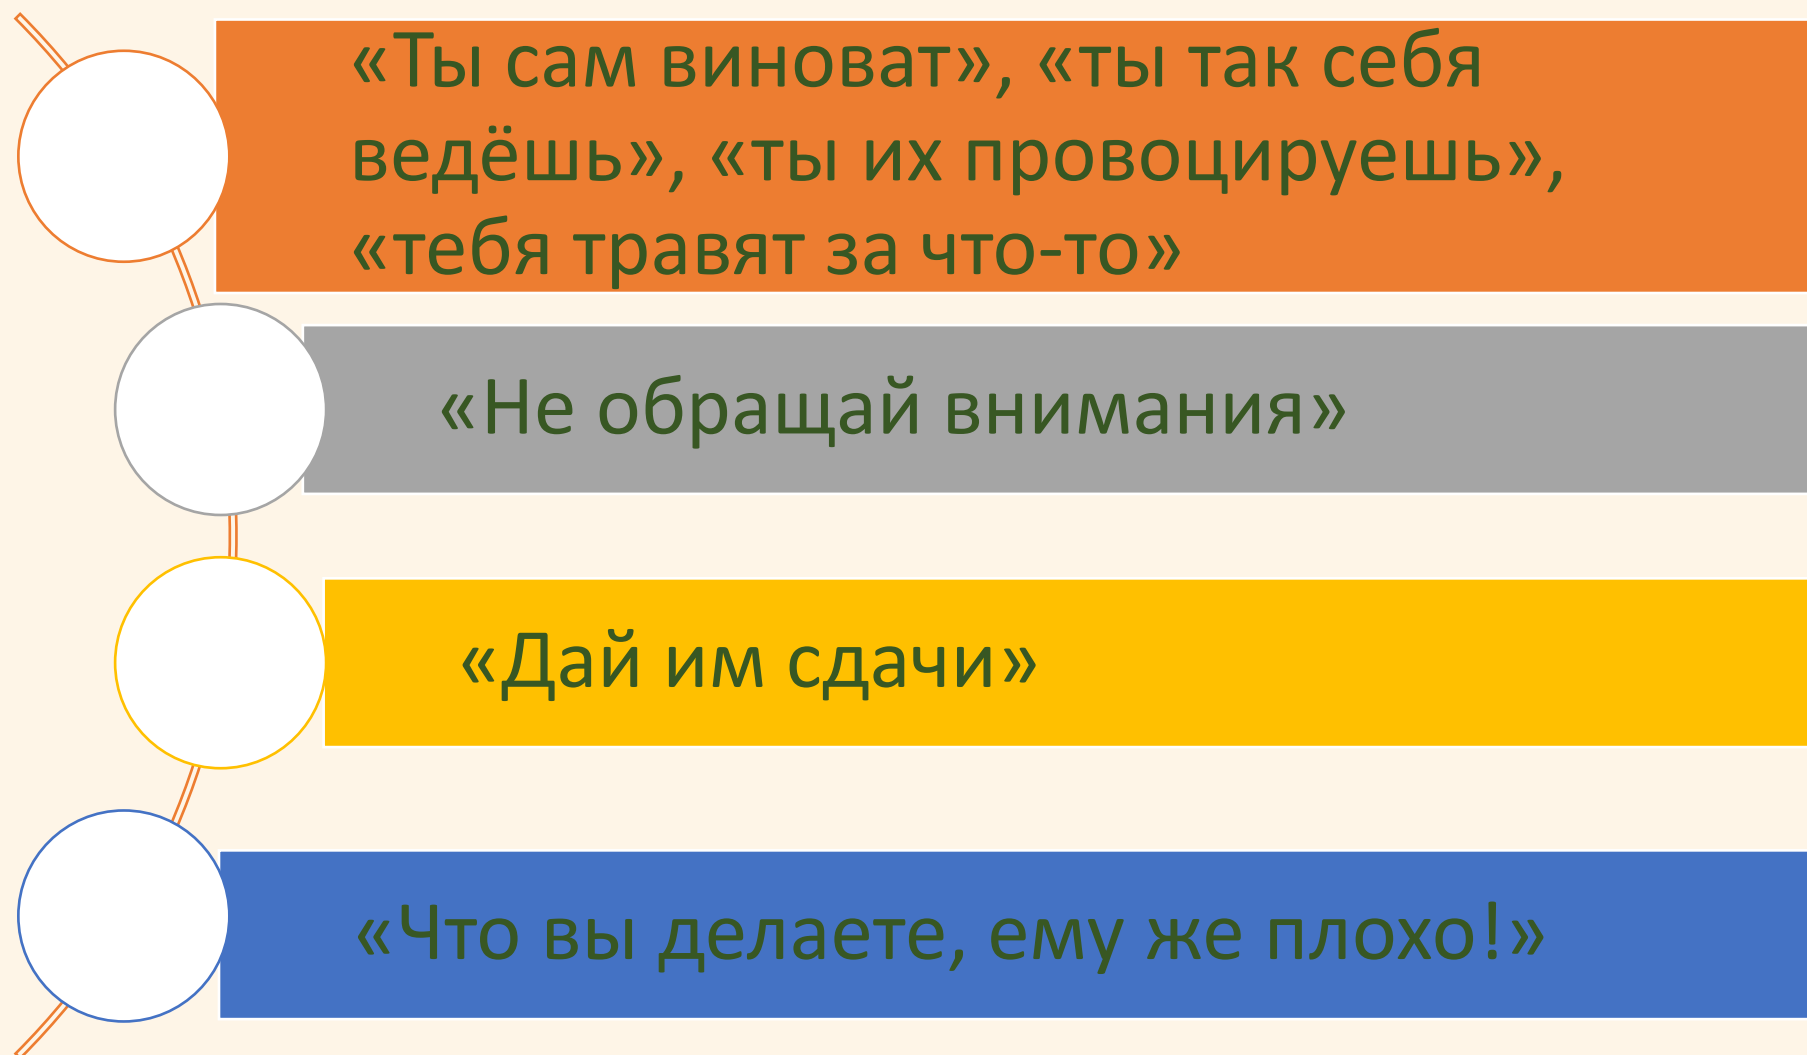 «Ты сам виноват», «ты так себя
ведёшь», «ты их провоцируешь»,
«тебя травят за что-то»
«Не обращай внимания»
«Дай им сдачи»
«Что вы делаете, ему же плохо!»